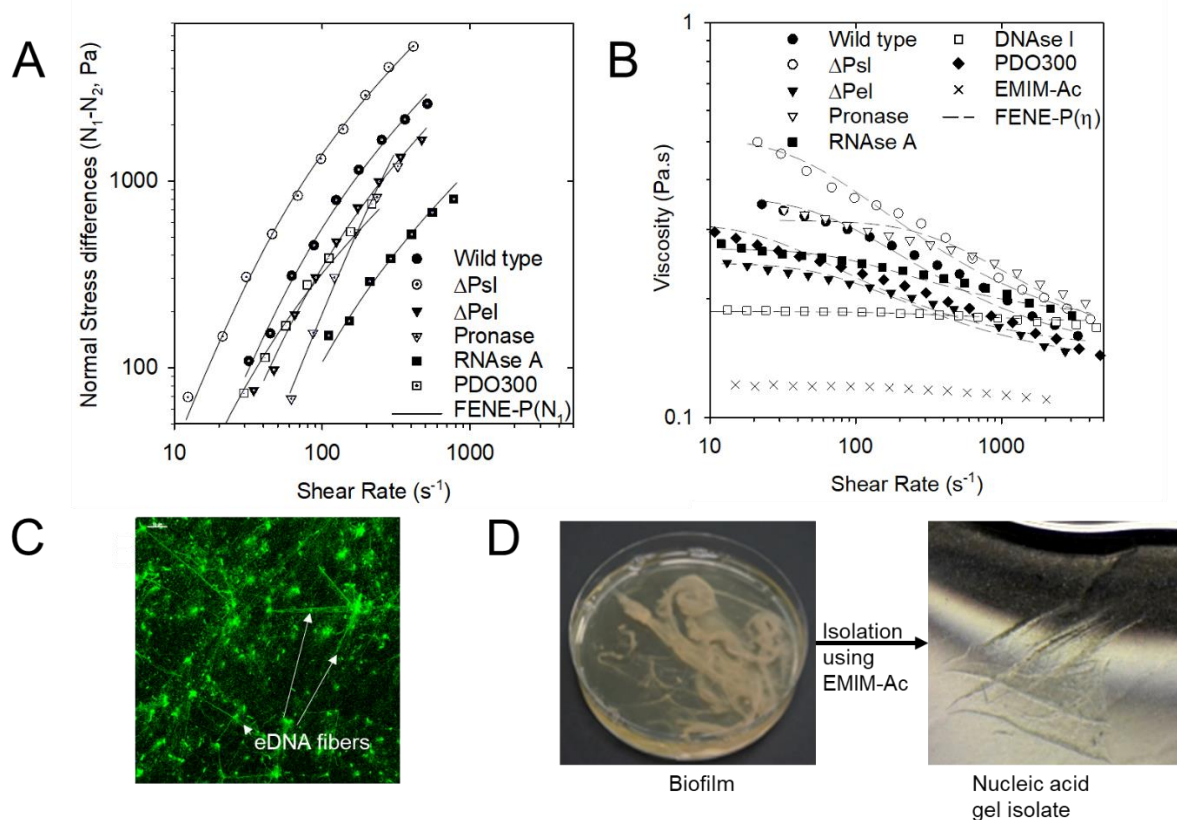 A
Normal Stress differences (N₁-N₂, Pa)
1000
100
10
100
1000
Shear Rate (s⁻¹)
Wild type
ΔPsl
ΔPel
Pronase
RNAse A
PDO300
FENE-P(N₁)
B
Viscosity (Pa.s)
1
0.1
10
100
1000
Shear Rate (s⁻¹)
Wild type
ΔPsl
ΔPel
Pronase
RNAse A
DNAse I
PDO300
EMIM-Ac
FENE-P(η)
C
eDNA fibers
D
Biofilm
Isolation
using
EMIM-Ac
Nucleic acid
gel isolate